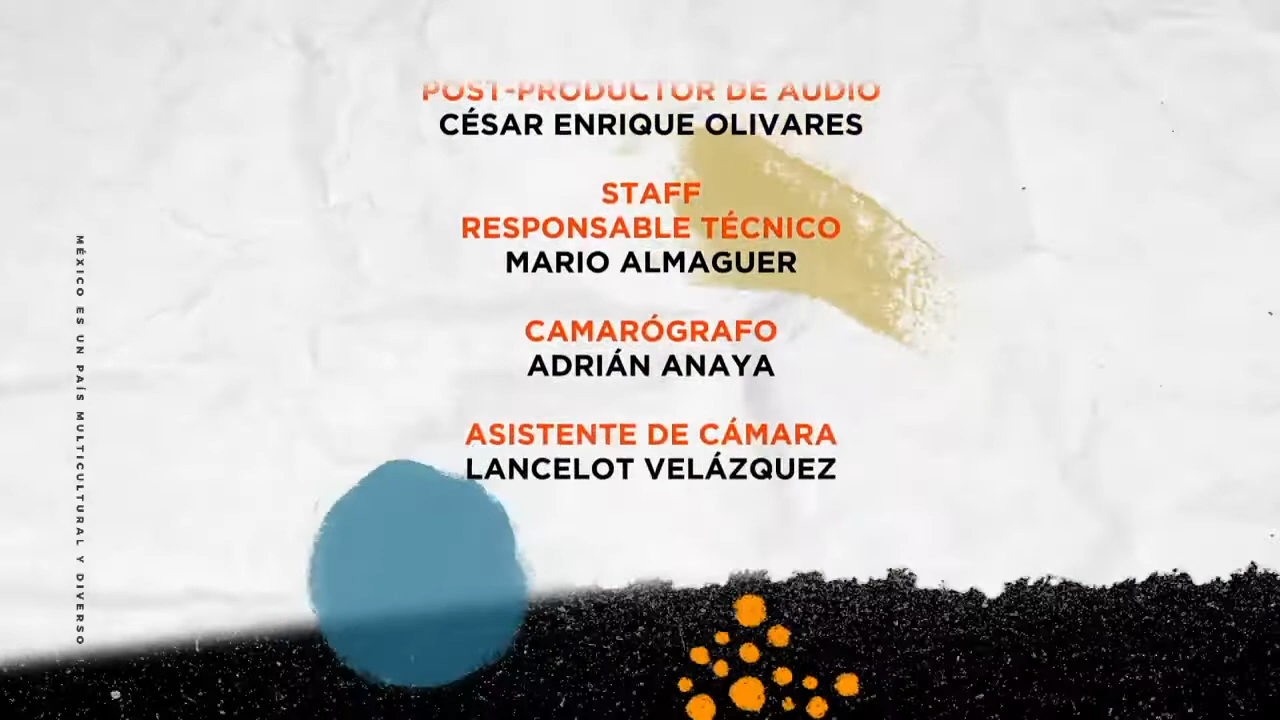 POST-PRODUCTOR DE AUDIO
CÉSAR ENRIQUE OLIVARES
STAFF
RESPONSABLE TÉCNICO
MARIO ALMAGUER
CAMARÓGRAFO
ADRIÁN ANAYA
ASISTENTE DE CÁMARA
LANCELOT VELÁZQUEZ
MÉXICO ES UN PAÍS MULTICULTURAL Y DIVERSO